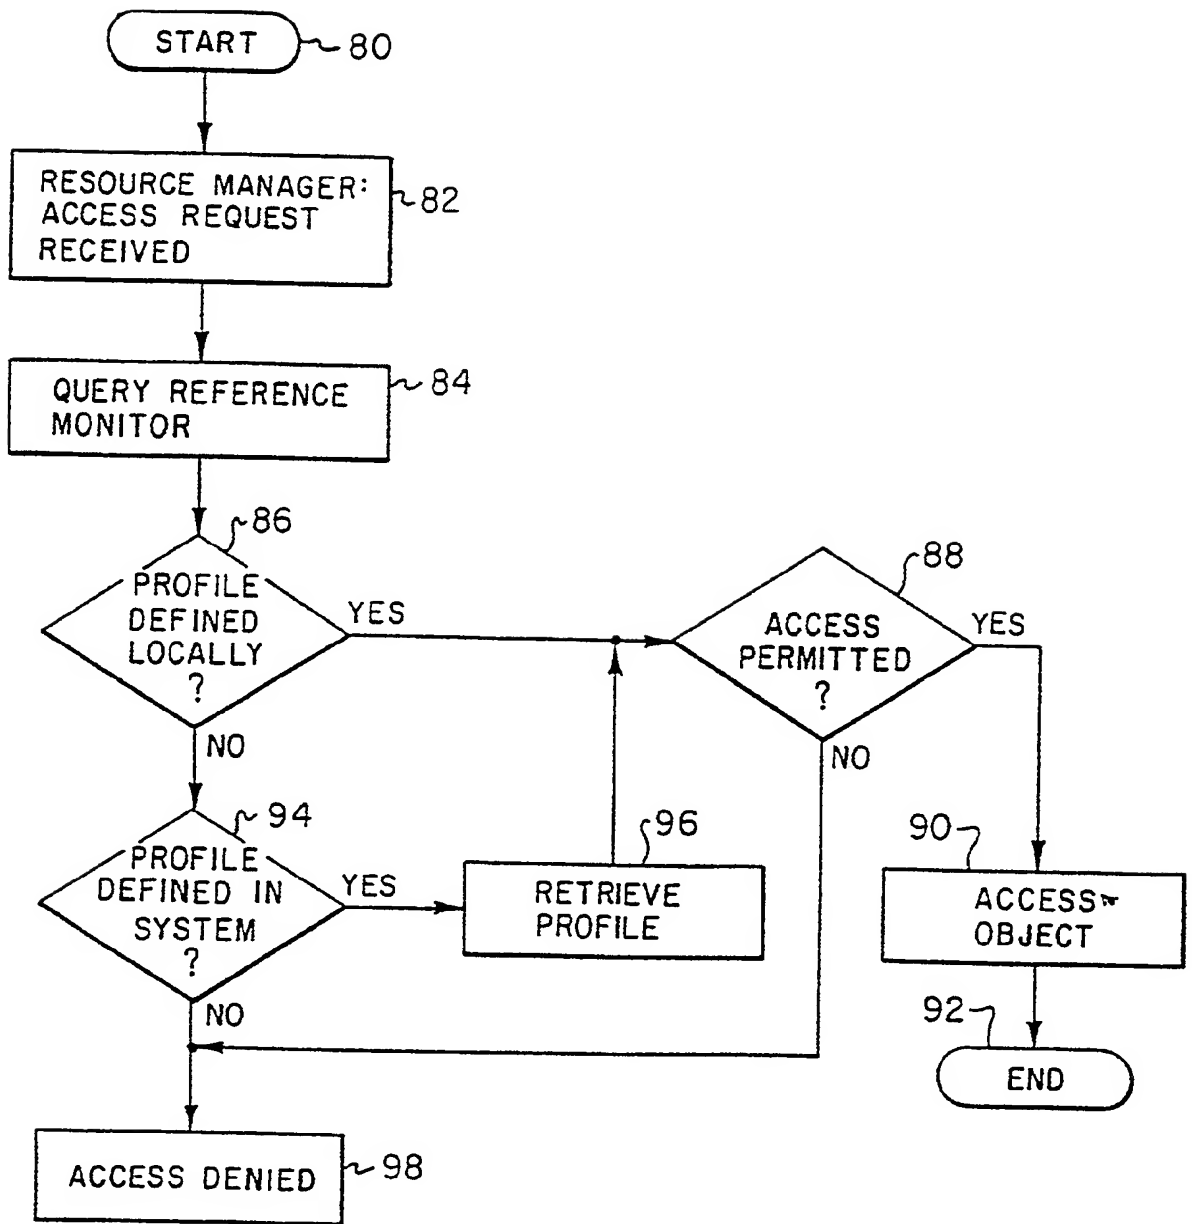 START
80
RESOURCE MANAGER:
ACCESS REQUEST
RECEIVED
82
QUERY REFERENCE
MONITOR
84
86
PROFILE
DEFINED
LOCALLY
?
YES
NO
88
ACCESS
PERMITTED
?
YES
NO
94
PROFILE
DEFINED IN
SYSTEM
?
YES
NO
96
RETRIEVE
PROFILE
90
ACCESS
OBJECT
92
END
ACCESS DENIED
98